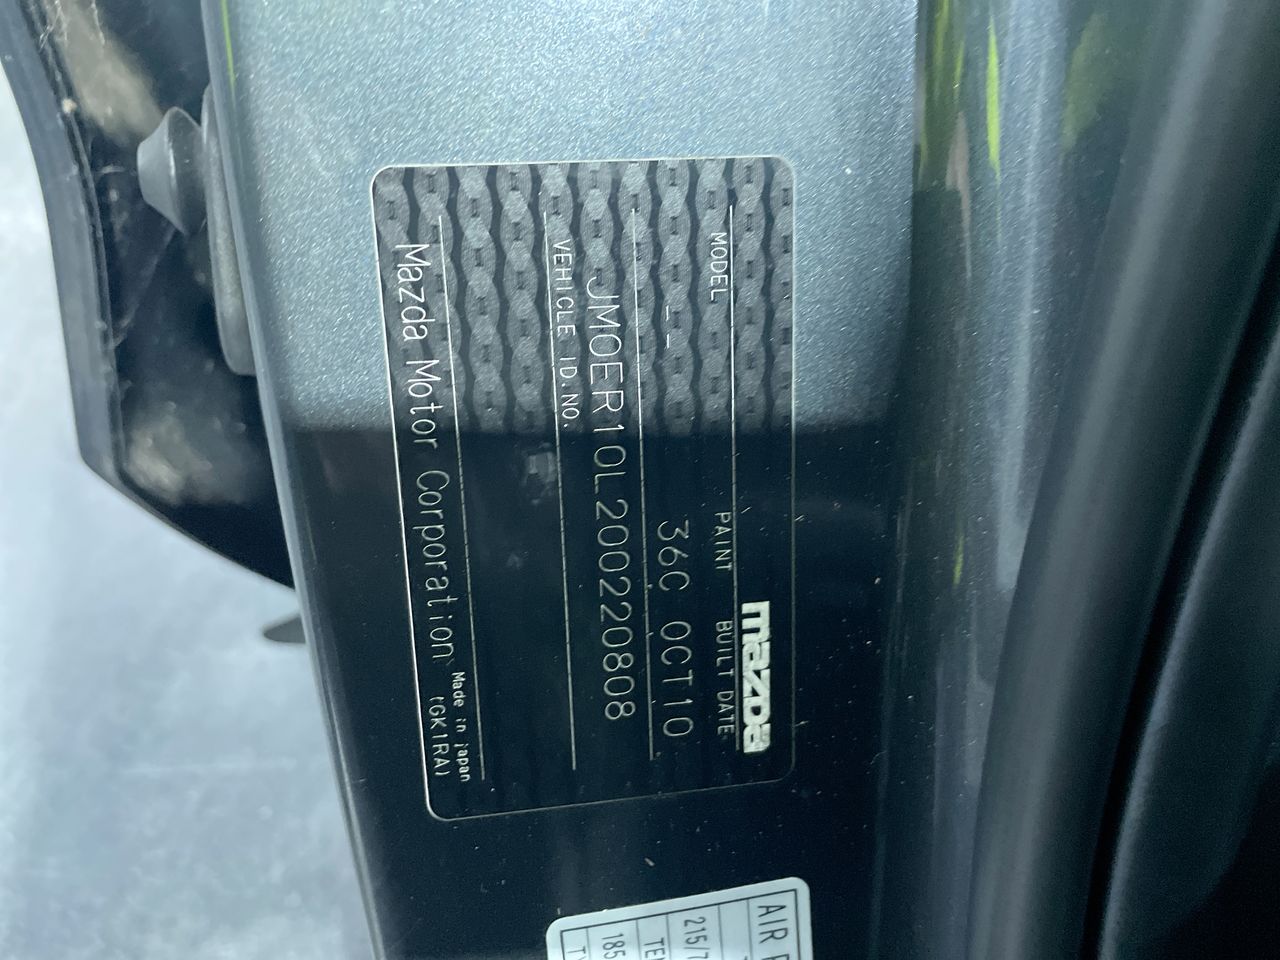 mazda
MODEL PAINT BUILT DATE
-- 36C OCT10
JM0ER10L200220808
VEHICLE ID.NO.
Mazda Motor Corporation Made in japan
(GK1RA)
AIR
215/7
185